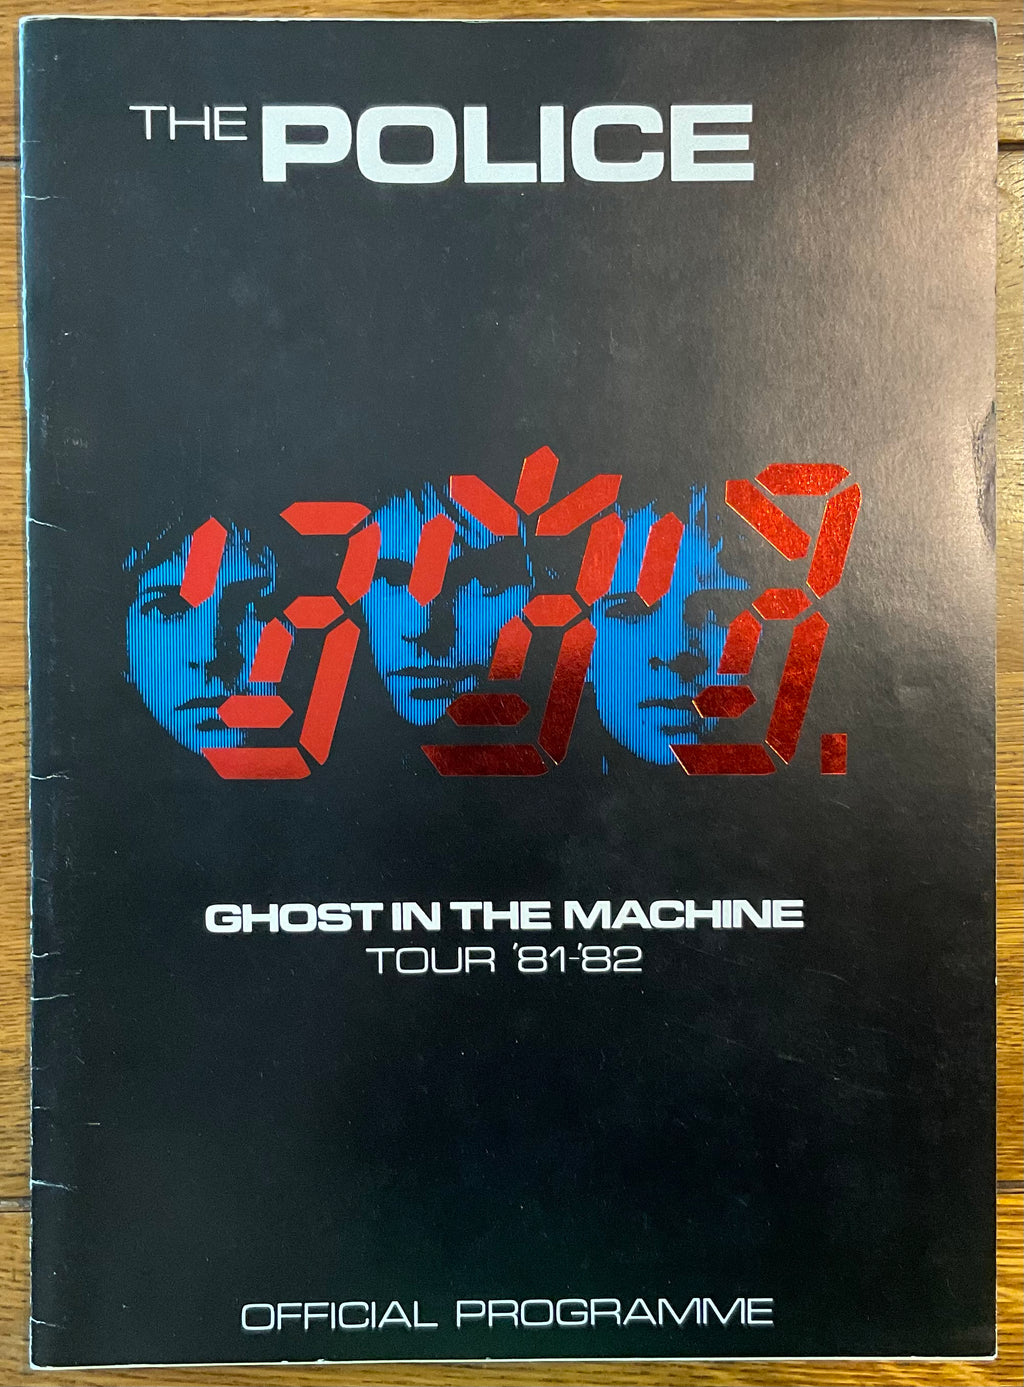 THE POLICE
GHOST IN THE MACHINE
TOUR '81-'82
OFFICIAL PROGRAMME